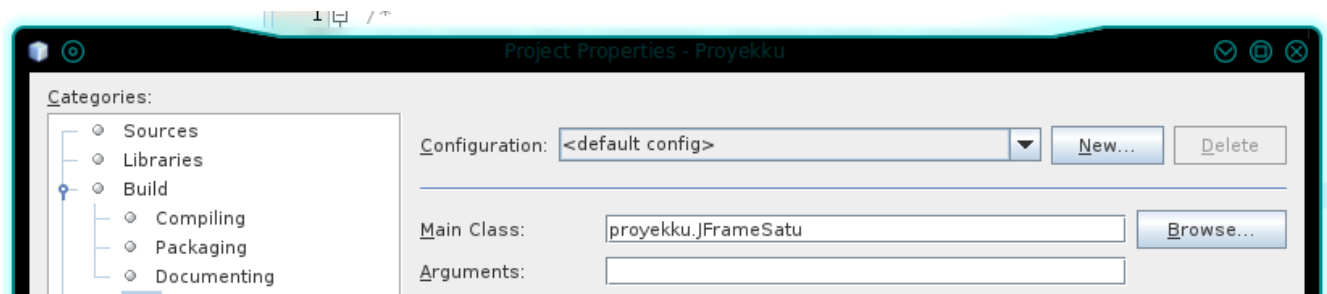 1 /*
Project Properties - Proyekku
Categories:
Sources
Libraries
Build
Compiling
Packaging
Documenting
Configuration: <default config> New... Delete
Main Class: proyekku.JFrameSatu Browse...
Arguments: